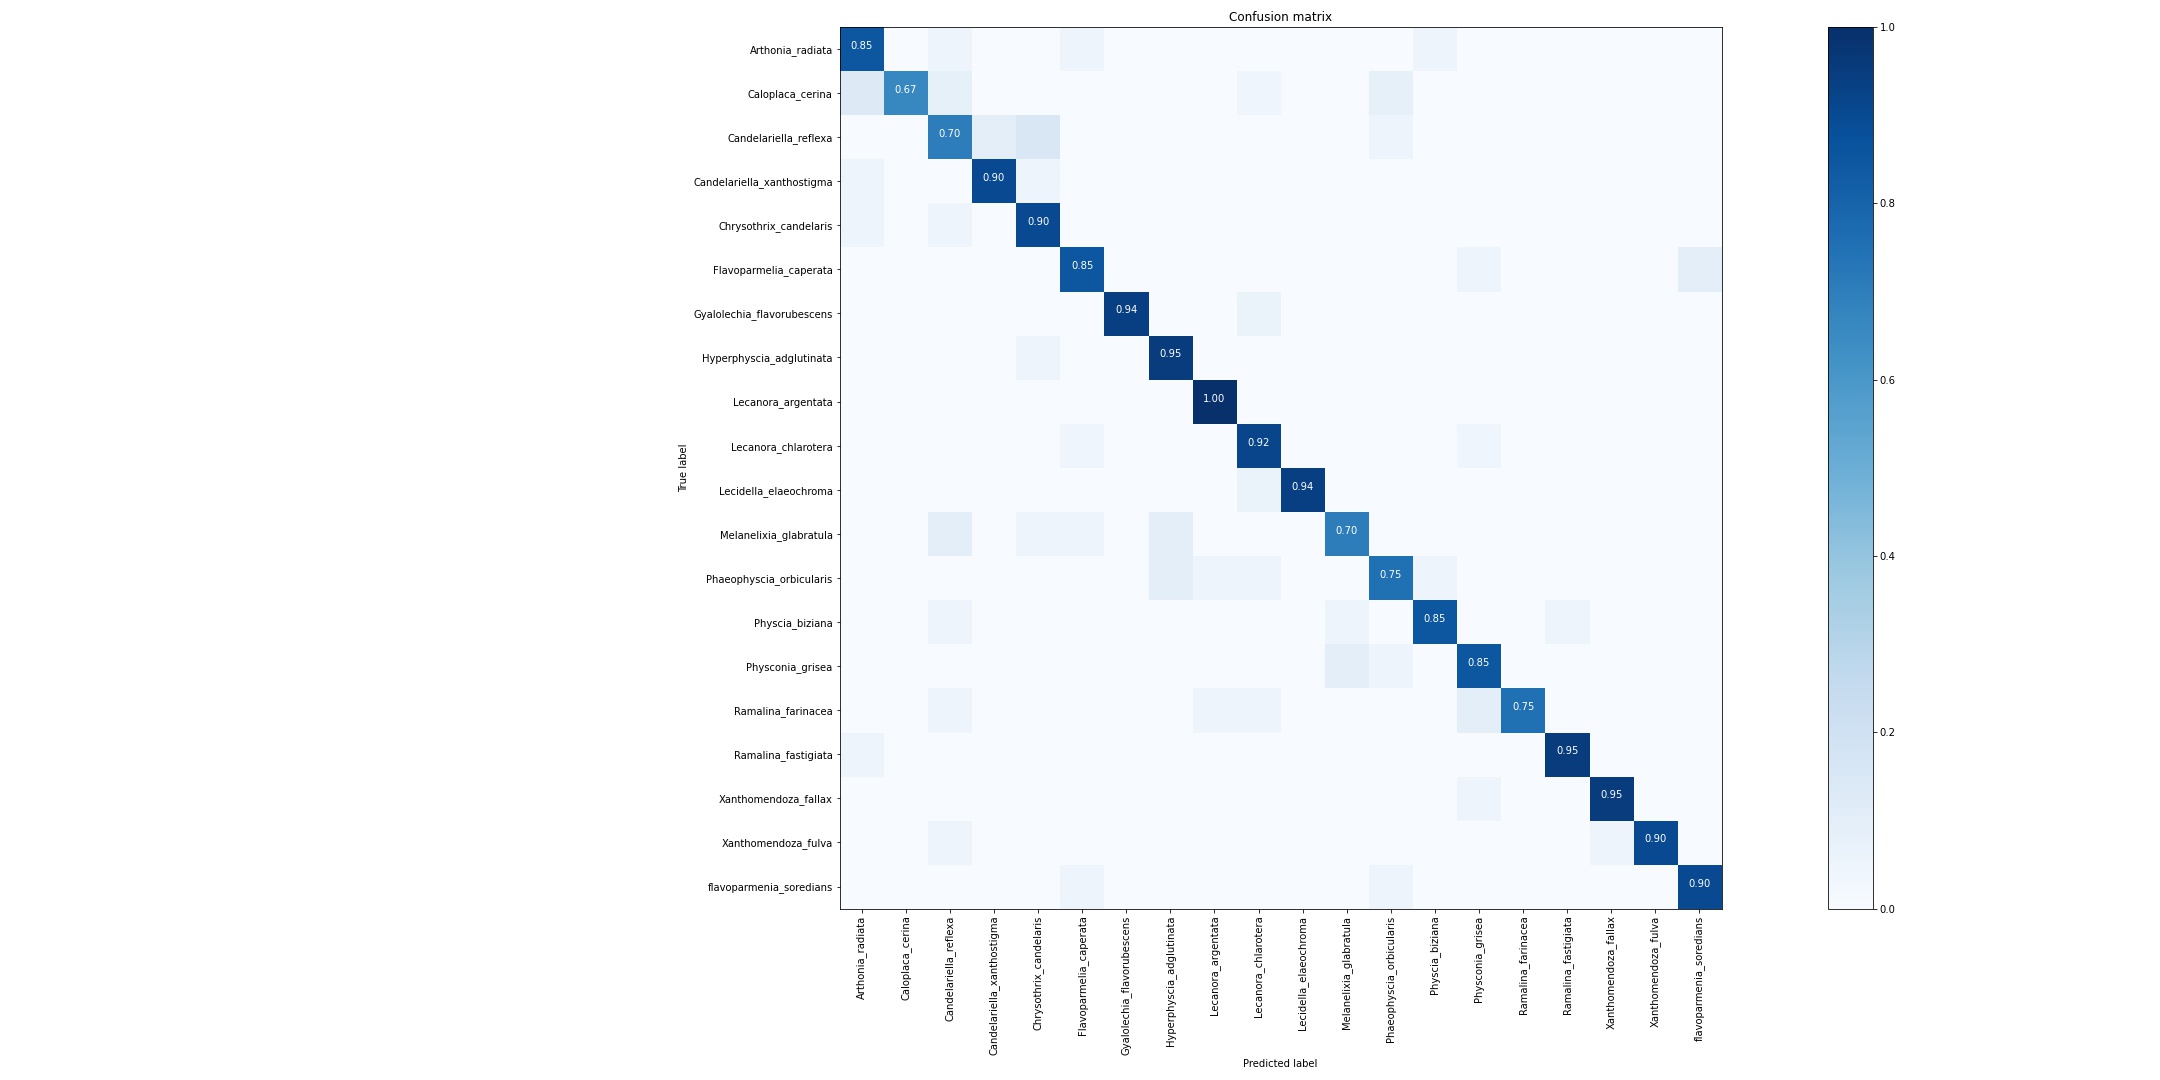 Confusion matrix
Arthonia_radiata 0.85
Caloplaca_cerina 0.67
Candelariella_reflexa 0.70
Candelariella_xanthostigma 0.90
Chrysothrix_candelaris 0.90
Flavoparmelia_caperata 0.85
Gyalolechia_flavorubescens 0.94
Hyperphyscia_adglutinata 0.95
Lecanora_argentata 1.00
Lecanora_chlarotera 0.92
Lecidella_elaeochroma 0.94
Melanelixia_glabratula 0.70
Phaeophyscia_orbicularis 0.75
Physcia_biziana 0.85
Physconia_grisea 0.85
Ramalina_farinacea 0.75
Ramalina_fastigiata 0.95
Xanthomendoza_fallax 0.95
Xanthomendoza_fulva 0.90
flavoparmenia_soredians 0.90
True label
Arthonia_radiata
Caloplaca_cerina
Candelariella_reflexa
Candelariella_xanthostigma
Chrysothrix_candelaris
Flavoparmelia_caperata
Gyalolechia_flavorubescens
Hyperphyscia_adglutinata
Lecanora_argentata
Lecanora_chlarotera
Lecidella_elaeochroma
Melanelixia_glabratula
Phaeophyscia_orbicularis
Physcia_biziana
Physconia_grisea
Ramalina_farinacea
Ramalina_fastigiata
Xanthomendoza_fallax
Xanthomendoza_fulva
flavoparmenia_soredians
Predicted label
1.0
0.8
0.6
0.4
0.2
0.0